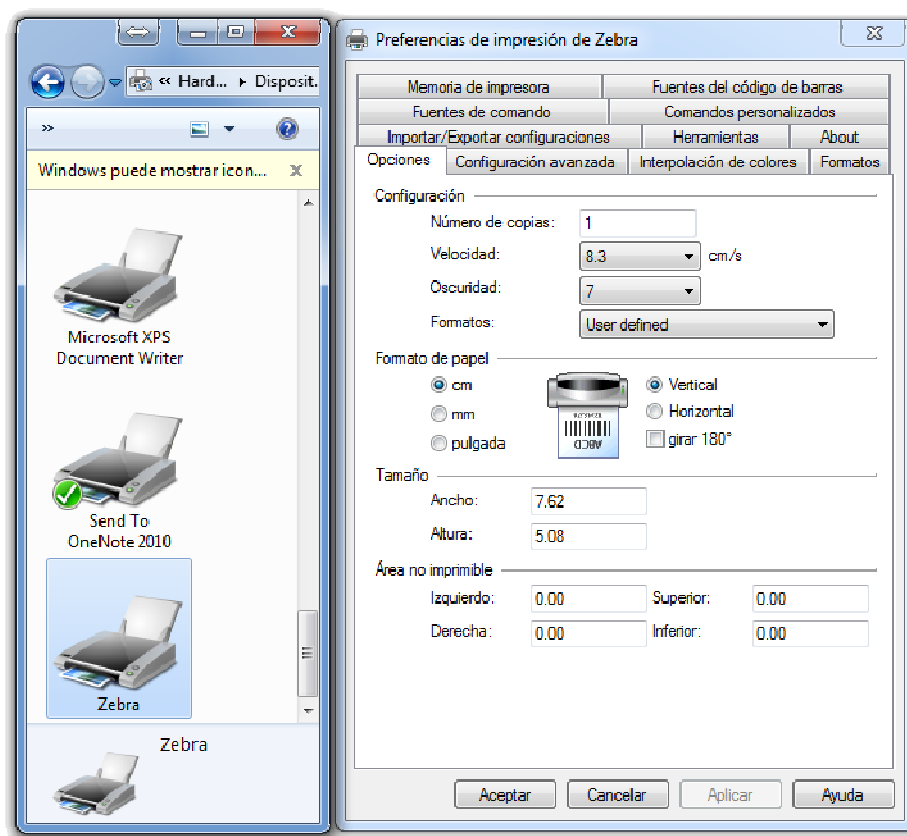 « Hard... ▸ Disposit.
»
Windows puede mostrar icon... x
Microsoft XPS
Document Writer
Send To
OneNote 2010
Zebra
Zebra
Preferencias de impresión de Zebra
Memoria de impresora Fuentes del código de barras
Fuentes de comando Comandos personalizados
Importar/Exportar configuraciones Herramientas About
Opciones Configuración avanzada Interpolación de colores Formatos
Configuración
Número de copias: 1
Velocidad: 8.3 cm/s
Oscuridad: 7
Formatos: User defined
Formato de papel
cm Vertical
mm Horizontal
pulgada girar 180°
ABCD
Tamaño
Ancho: 7.62
Altura: 5.08
Área no imprimible
Izquierdo: 0.00 Superior: 0.00
Derecha: 0.00 Inferior: 0.00
Aceptar Cancelar Aplicar Ayuda